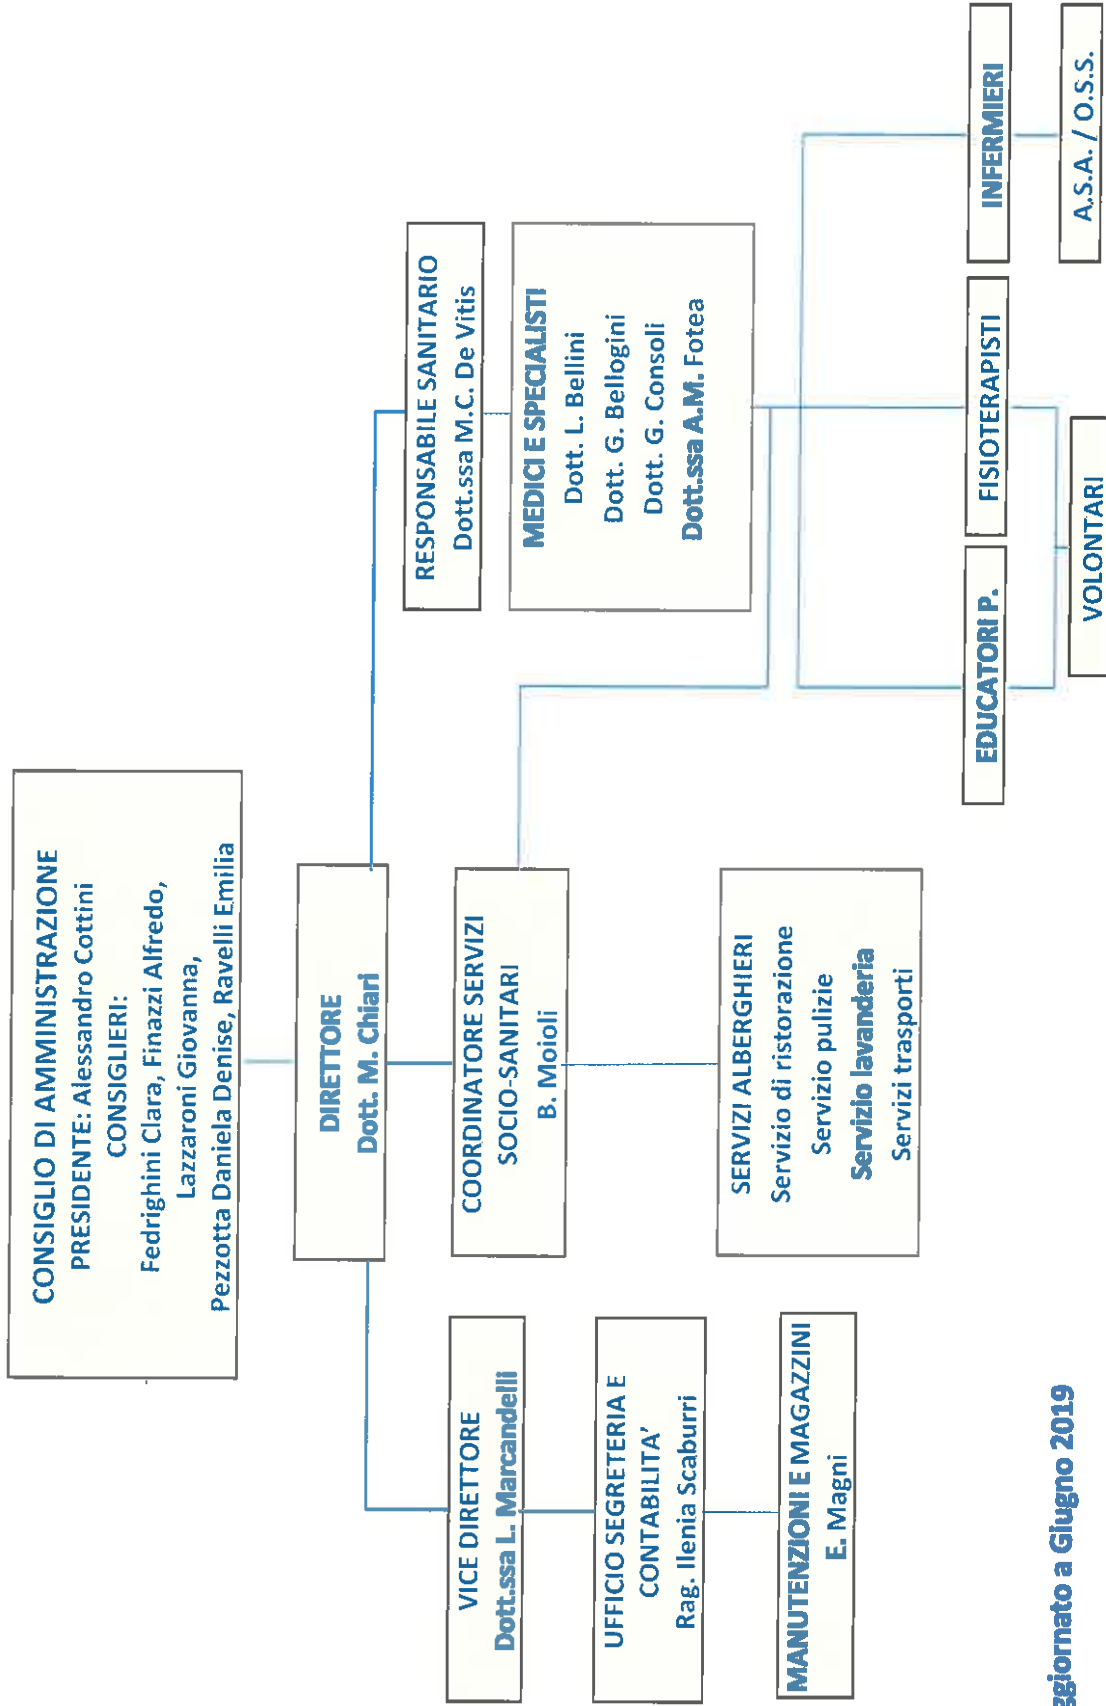 CONSIGLIO DI AMMINISTRAZIONE
PRESIDENTE: Alessandro Cottini
CONSIGLIERI:
Fedrighini Clara, Finazzi Alfredo,
Lazzaroni Giovanna,
Pezzotta Daniela Denise, Ravelli Emilia
DIRETTORE
Dott. M. Chiari
VICE DIRETTORE
Dott.ssa L. Marcandelli
UFFICIO SEGRETERIA E
CONTABILITA'
Rag. Ilenia Scaburri
MANUTENZIONI E MAGAZZINI
E. Magni
COORDINATORE SERVIZI
SOCIO-SANITARI
B. Moioli
SERVIZI ALBERGHIERI
Servizio di ristorazione
Servizio pulizie
Servizio lavanderia
Servizi trasporti
RESPONSABILE SANITARIO
Dott.ssa M.C. De Vitis
MEDICI E SPECIALISTI
Dott. L. Bellini
Dott. G. Bellogini
Dott. G. Consoli
Dott.ssa A.M. Fotea
EDUCATORI P.
FISIOTERAPISTI
INFERMIERI
VOLONTARI
A.S.A. / O.S.S.
ggiornato a Giugno 2019